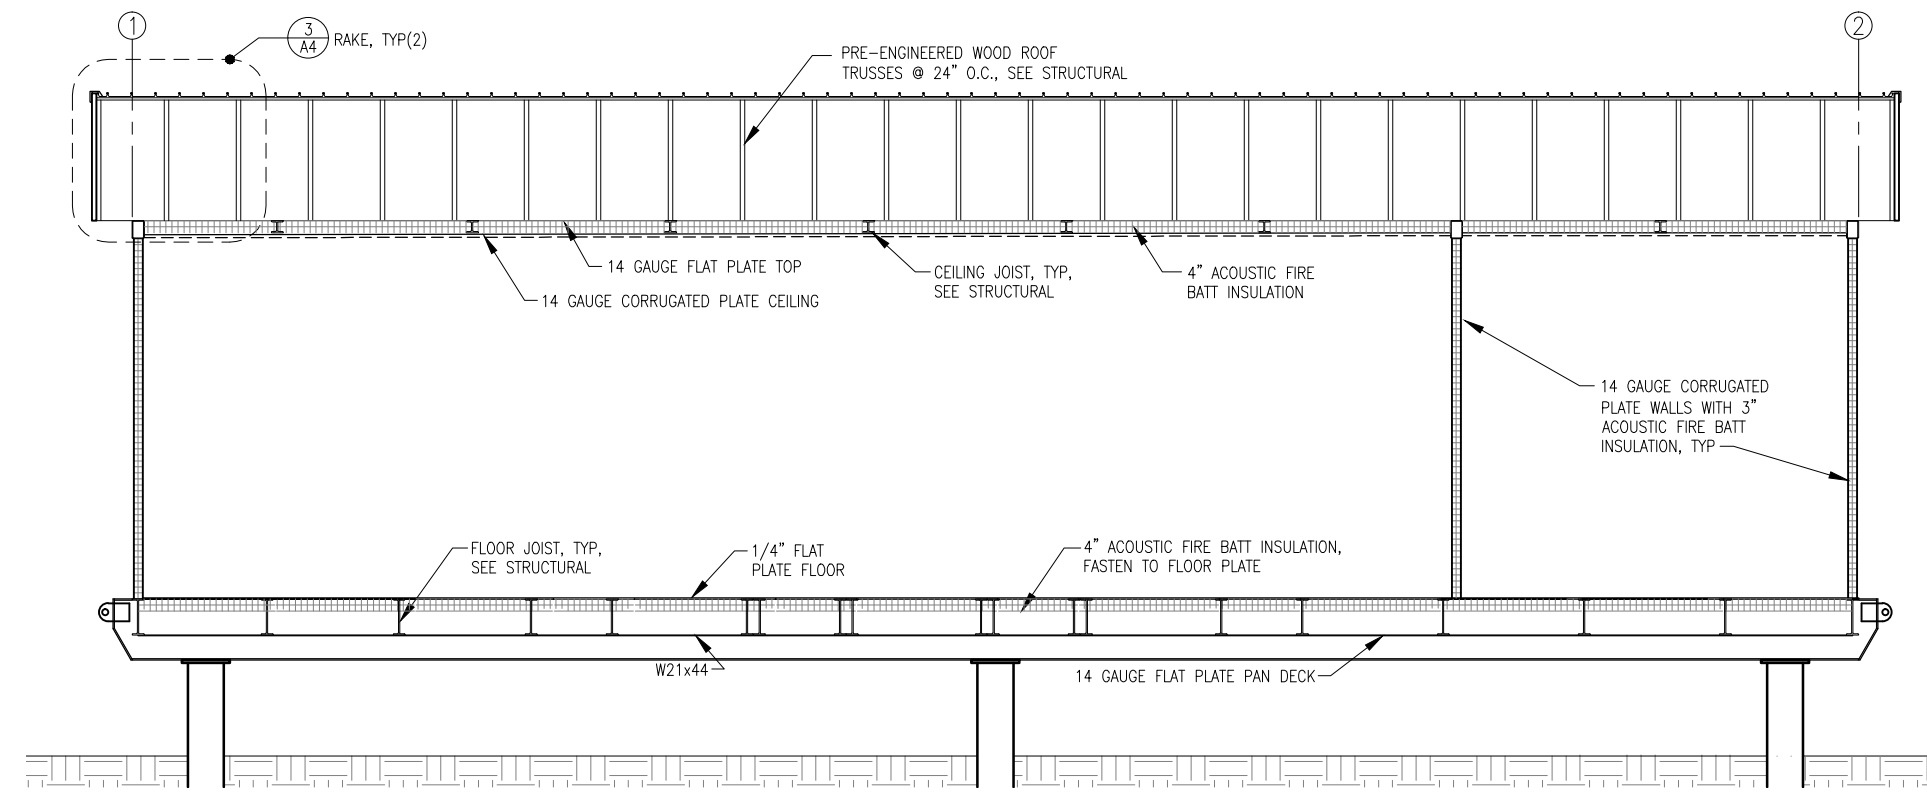 1
3
A4
RAKE, TYP(2)
2
PRE-ENGINEERED WOOD ROOF
TRUSSES @ 24" O.C., SEE STRUCTURAL
14 GAUGE FLAT PLATE TOP
14 GAUGE CORRUGATED PLATE CEILING
CEILING JOIST, TYP,
SEE STRUCTURAL
4" ACOUSTIC FIRE
BATT INSULATION
14 GAUGE CORRUGATED
PLATE WALLS WITH 3"
ACOUSTIC FIRE BATT
INSULATION, TYP
FLOOR JOIST, TYP,
SEE STRUCTURAL
1/4" FLAT
PLATE FLOOR
4" ACOUSTIC FIRE BATT INSULATION,
FASTEN TO FLOOR PLATE
W21x44
14 GAUGE FLAT PLATE PAN DECK